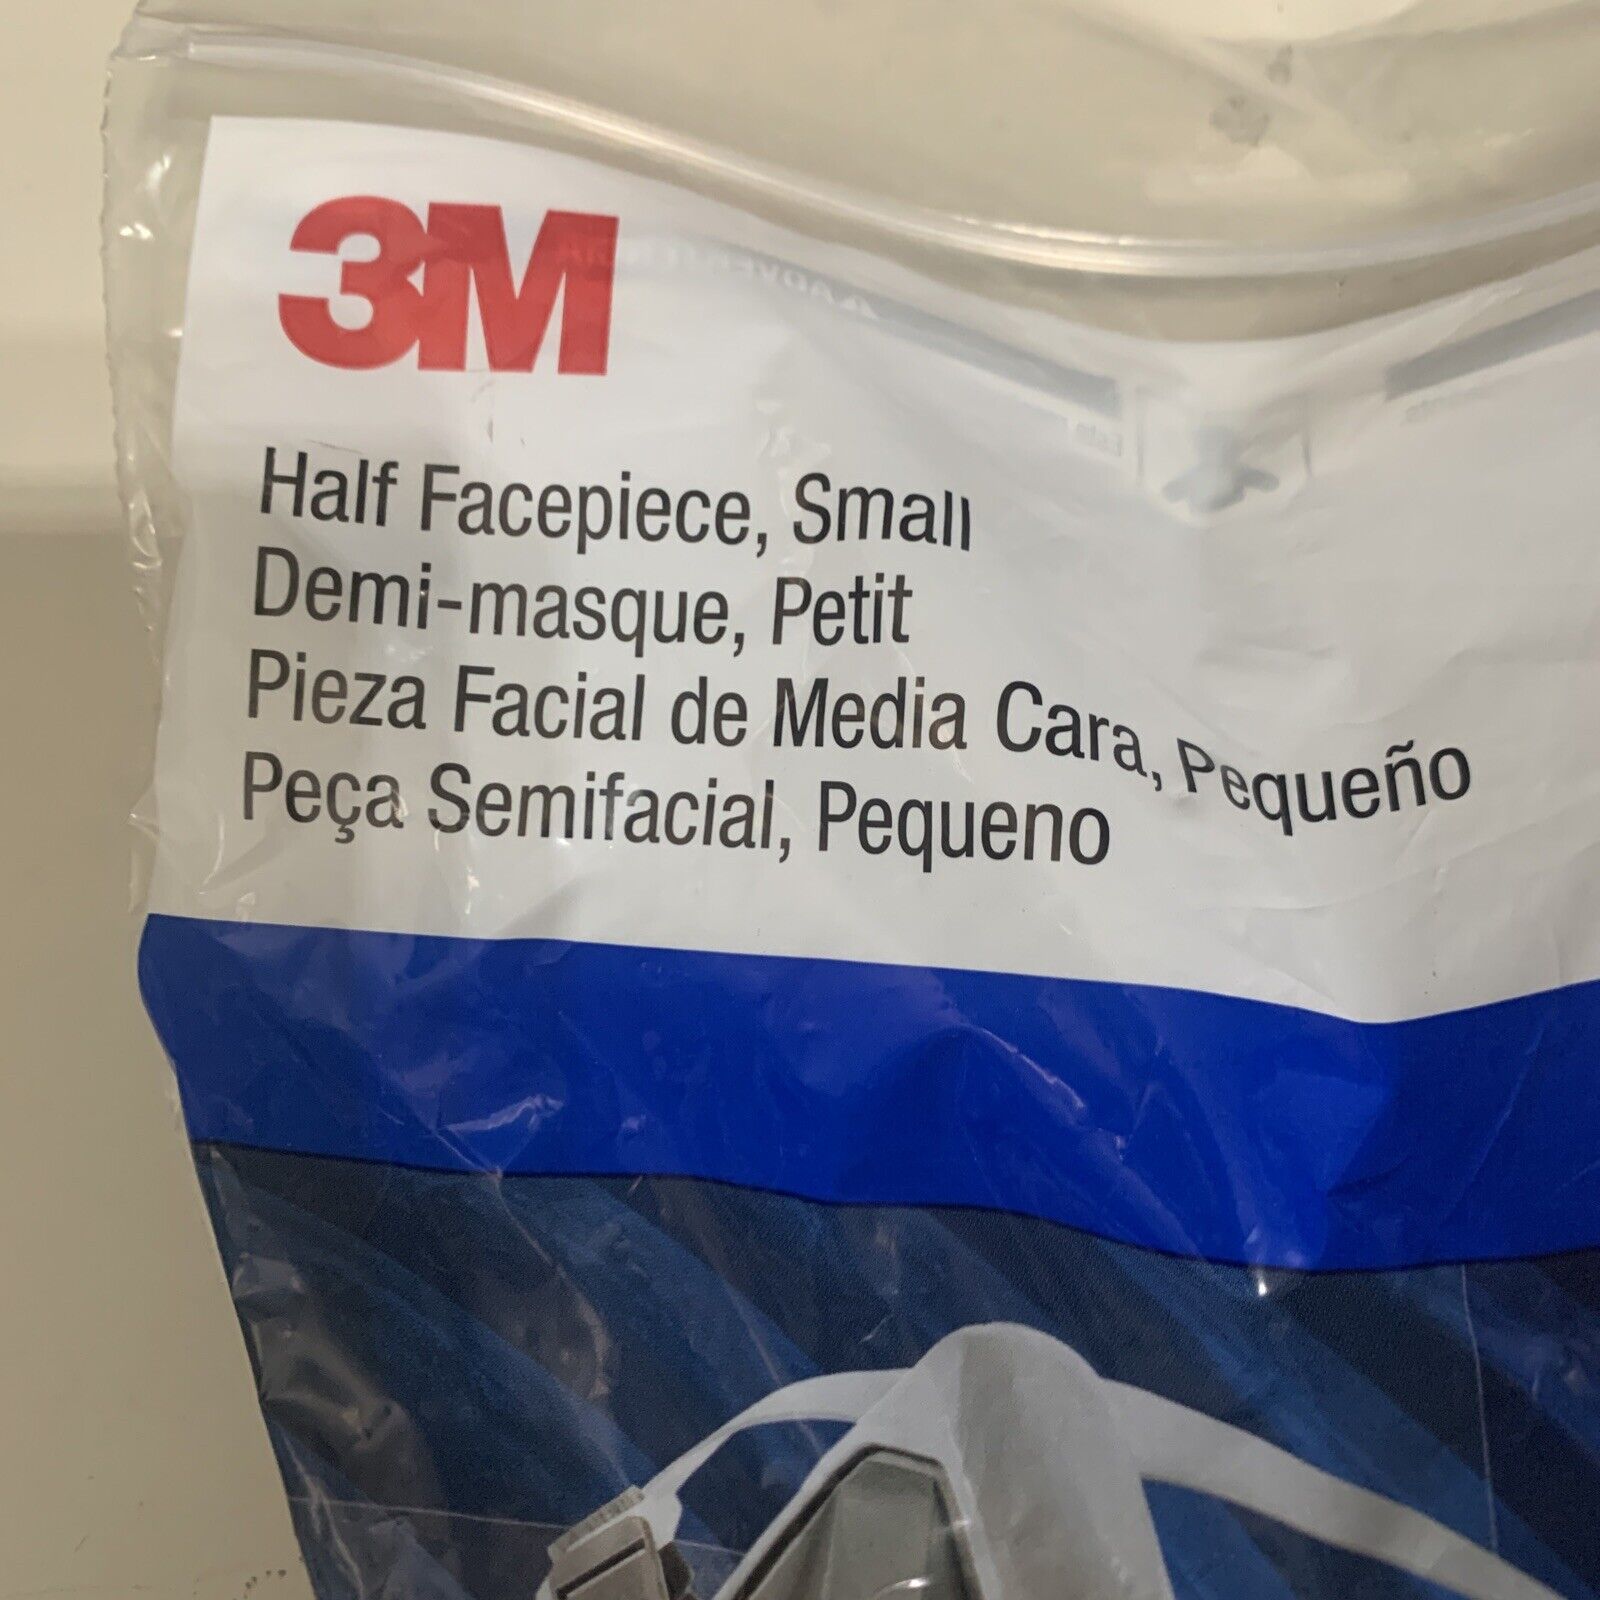 3M
Half Facepiece, Small
Demi-masque, Petit
Pieza Facial de Media Cara, Pequeño
Peça Semifacial, Pequeno